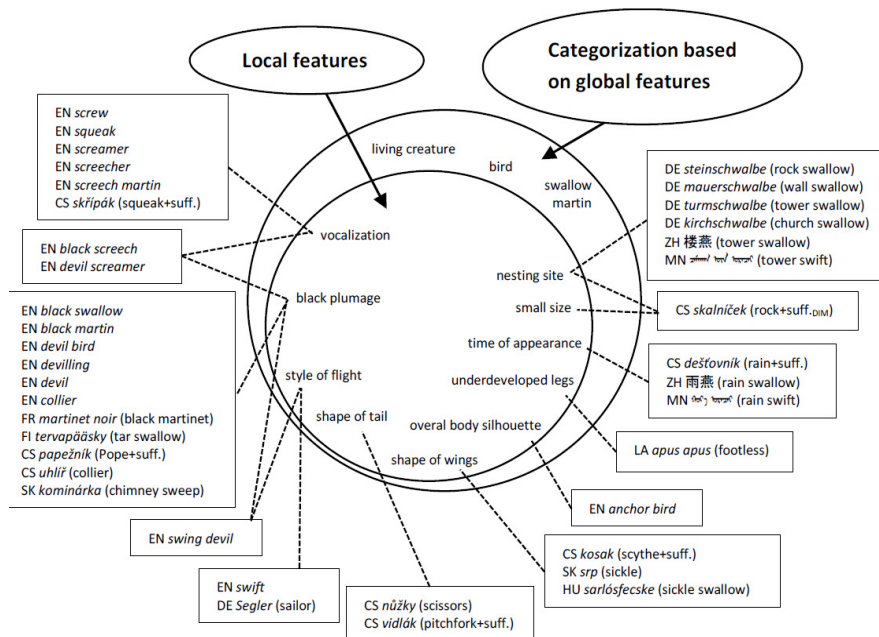 Local features
Categorization based
on global features
EN screw
EN squeak
EN screamer
EN screecher
EN screech martin
CS skřípák (squeak+suff.)
living creature
bird
swallow
martin
DE steinschwalbe (rock swallow)
DE mauerschwalbe (wall swallow)
DE turmschwalbe (tower swallow)
DE kirchschwalbe (church swallow)
ZH 楼燕 (tower swallow)
MN (tower swift)
vocalization
EN black screech
EN devil screamer
nesting site
black plumage
small size
CS skalníček (rock+suff.DIM)
EN black swallow
EN black martin
EN devil bird
EN devilling
EN devil
EN collier
FR martinet noir (black martinet)
FI tervapääsky (tar swallow)
CS papežník (Pope+suff.)
CS uhlíř (collier)
SK kominárka (chimney sweep)
time of appearance
CS dešťovník (rain+suff.)
ZH 雨燕 (rain swallow)
MN (rain swift)
style of flight
underdeveloped legs
shape of tail
overal body silhouette
shape of wings
LA apus apus (footless)
EN anchor bird
EN swing devil
CS kosak (scythe+suff.)
SK srp (sickle)
HU sarlósfecske (sickle swallow)
EN swift
DE Segler (sailor)
CS nůžky (scissors)
CS vidlák (pitchfork+suff.)